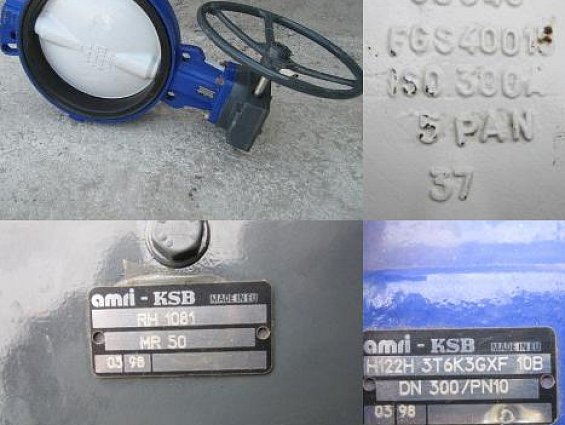 FGS4001
ISO 300A
5 PAN
37
amri - KSB MADE IN EU
RH 1081
MR 50
03 98
amri - KSB MADE IN EU
H122H 3T6K3GXF 10B
DN 300/PN10
03 98